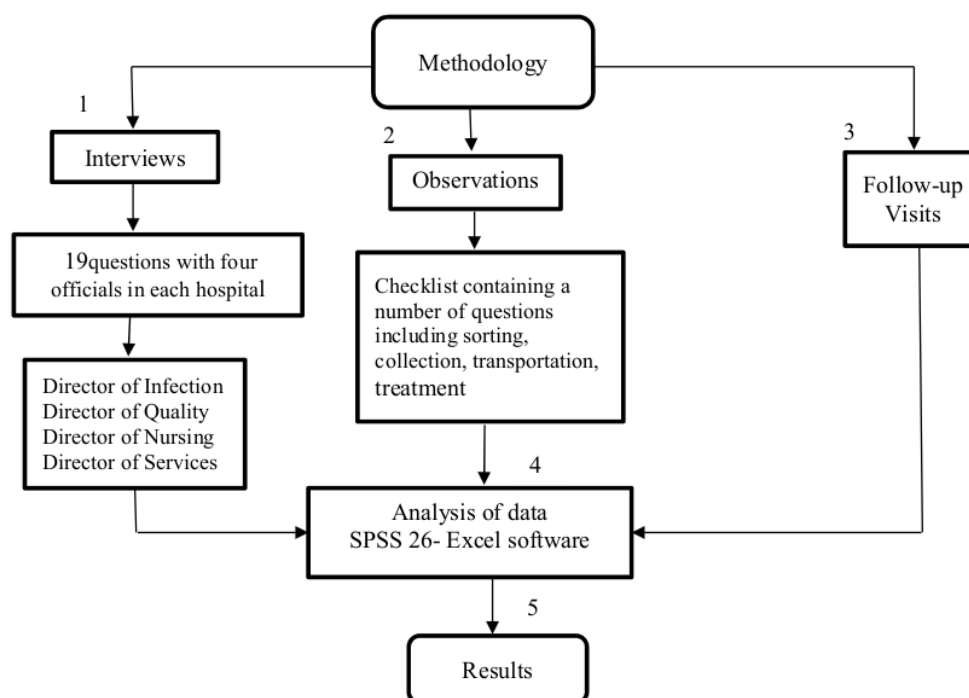 Methodology
1
Interviews
19questions with four
officials in each hospital
Director of Infection
Director of Quality
Director of Nursing
Director of Services
2
Observations
Checklist containing a
number of questions
including sorting,
collection, transportation,
treatment
3
Follow-up
Visits
4
Analysis of data
SPSS 26- Excel software
5
Results